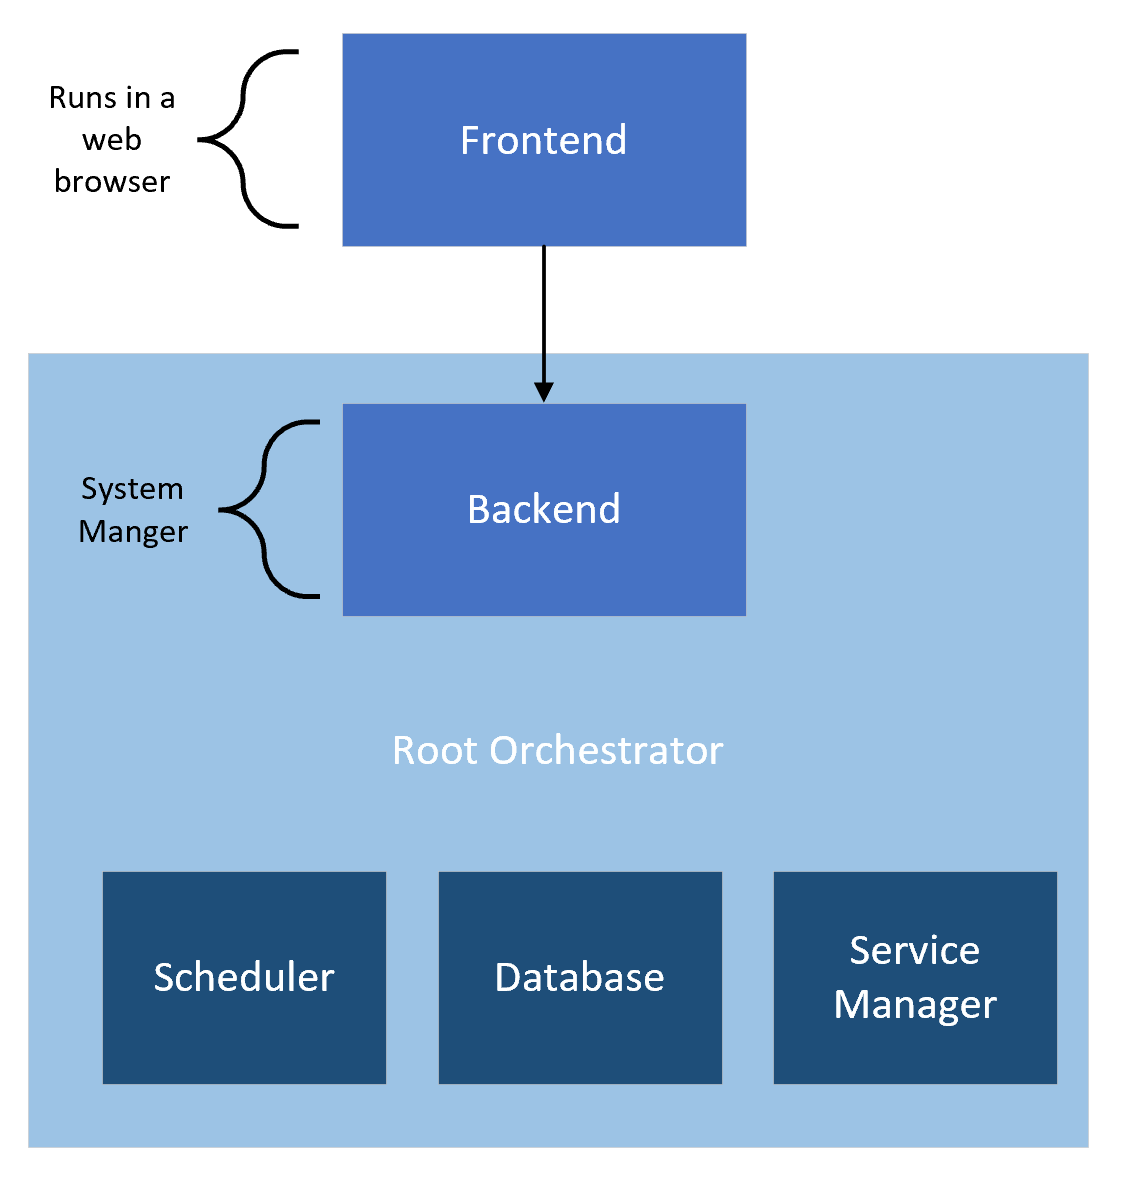 Runs in a
web
browser
Frontend
System
Manger
Backend
Root Orchestrator
Scheduler
Database
Service
Manager